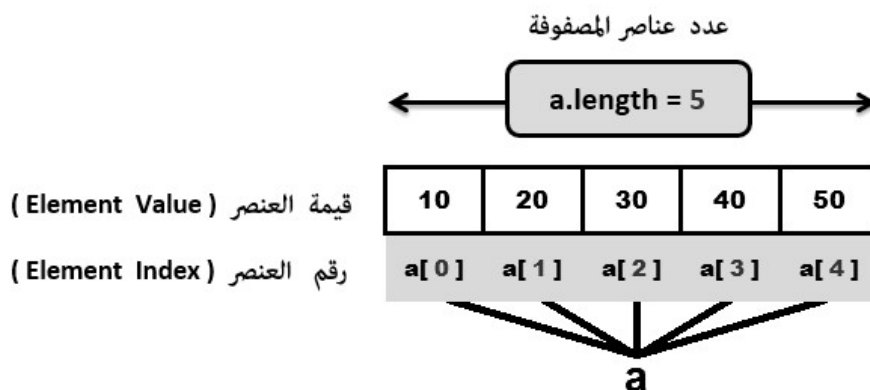 عدد عناصر المصفوفة
a.length = 5
قيمة العنصر ( Element Value ) 10 20 30 40 50
رقم العنصر ( Element Index ) a[ 0 ] a[ 1 ] a[ 2 ] a[ 3 ] a[ 4 ]
a